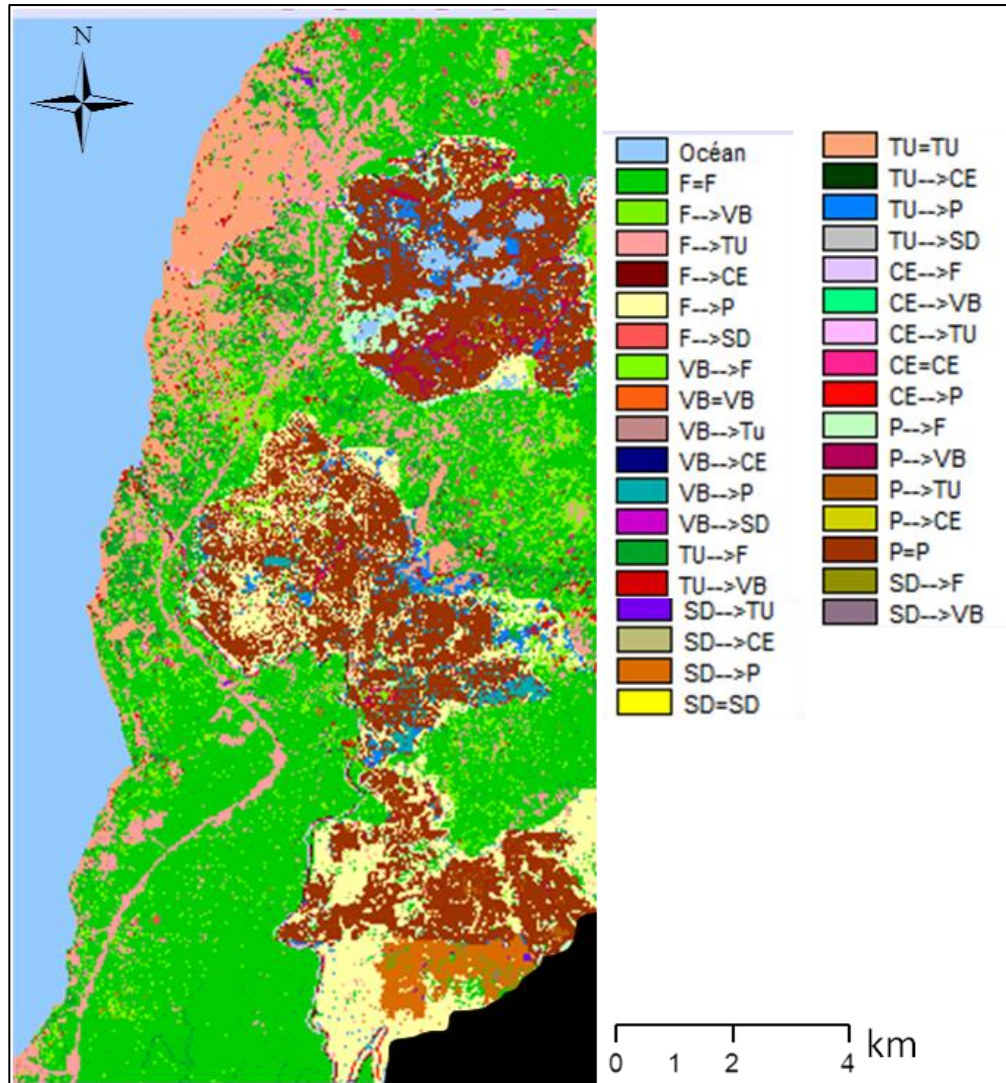 N
Océan
F=F
F-->VB
F-->TU
F-->CE
F-->P
F-->SD
VB-->F
VB=VB
VB-->Tu
VB-->CE
VB-->P
VB-->SD
TU-->F
TU-->VB
SD-->TU
SD-->CE
SD-->P
SD=SD
TU=TU
TU-->CE
TU-->P
TU-->SD
CE-->F
CE-->VB
CE-->TU
CE=CE
CE-->P
P-->F
P-->VB
P-->TU
P-->CE
P=P
SD-->F
SD-->VB
km
0 1 2 4